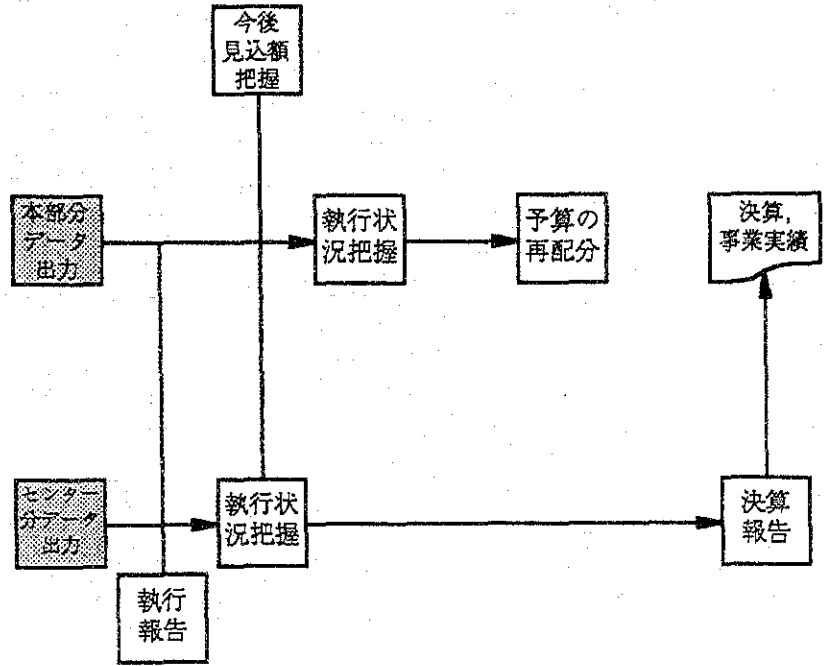 今後
見込額
把握
本部分
データ
出力
執行状
況把握
予算の
再配分
決算,
事業実績
センター
分データ
出力
執行状
況把握
決算
報告
執行
報告